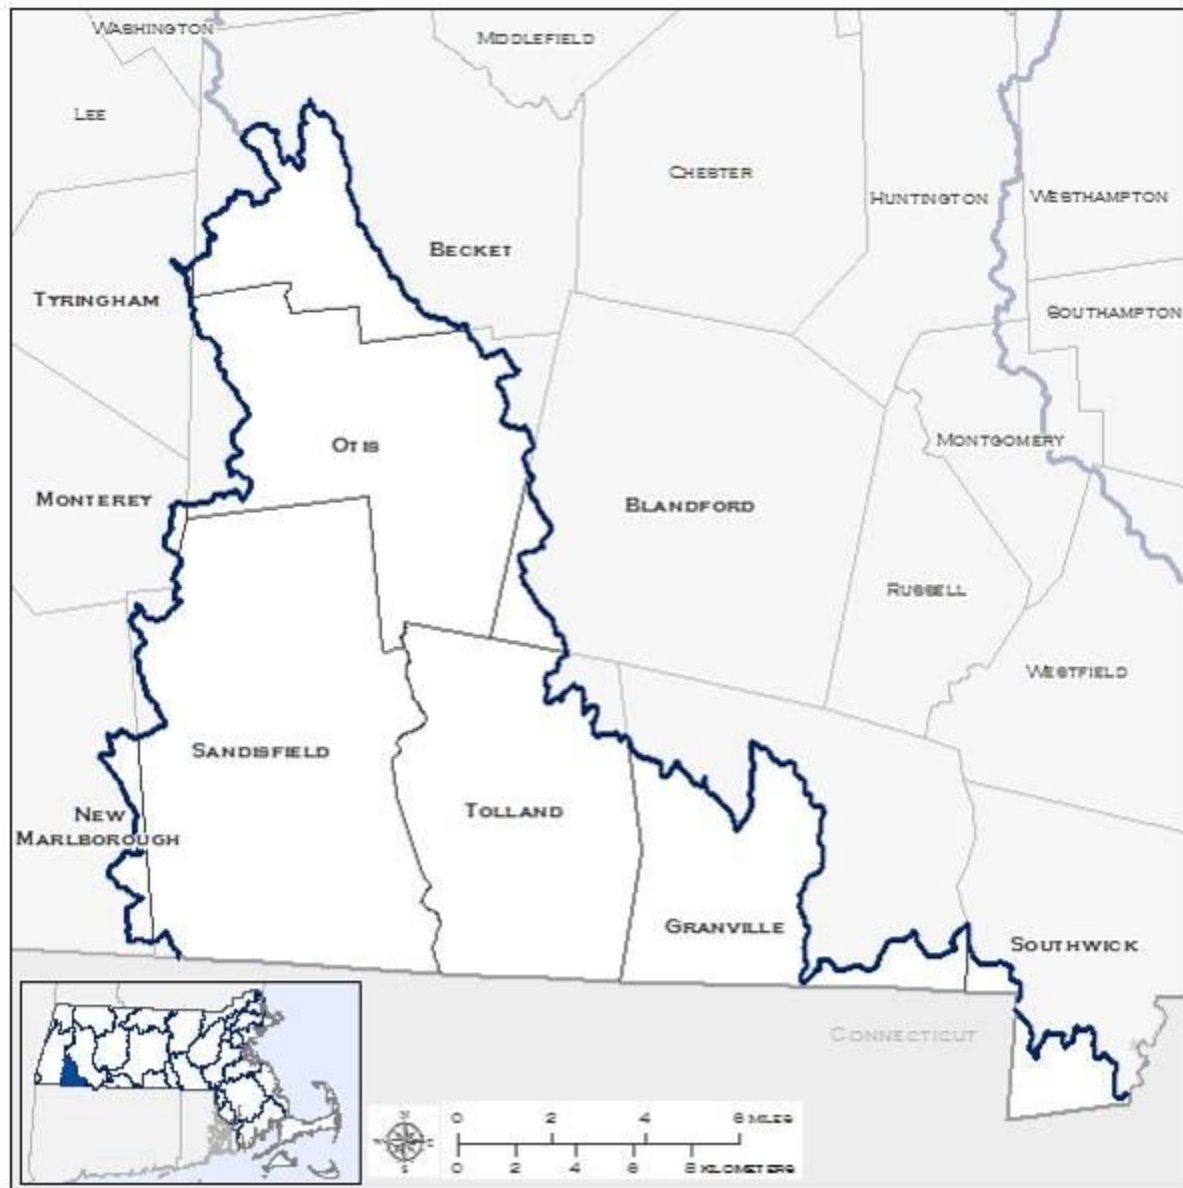 WASHINGTON
MIDDLEFIELD
LEE
CHESTER
HUNTINGTON
WESTHAMPTON
BECKET
TYRINGHAM
SOUTHAMPTON
OTIS
MONTGOMERY
MONTEREY
BLANDFORD
RUSSELL
WESTFIELD
SANDISFIELD
TOLLAND
NEW
MARLBOROUGH
GRANVILLE
SOUTHWICK
CONNECTICUT
0 2 4 6 MILES
0 2 4 6 8 KILOMETERS